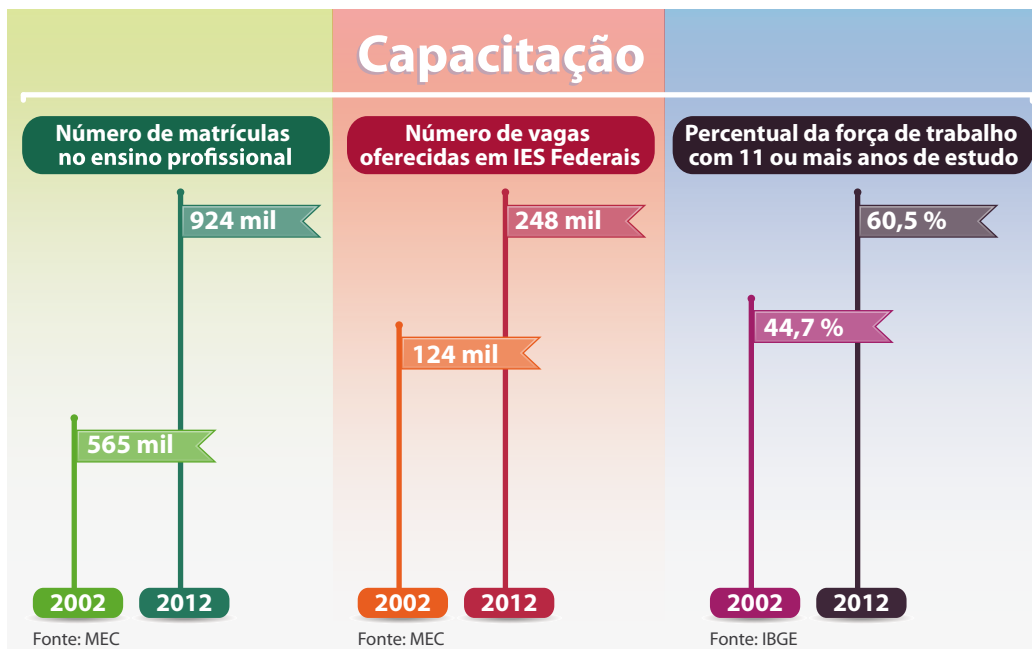 Capacitação
Número de matrículas
no ensino profissional
924 mil
565 mil
2002
2012
Fonte: MEC
Número de vagas
oferecidas em IES Federais
248 mil
124 mil
2002
2012
Fonte: MEC
Percentual da força de trabalho
com 11 ou mais anos de estudo
60,5 %
44,7 %
2002
2012
Fonte: IBGE